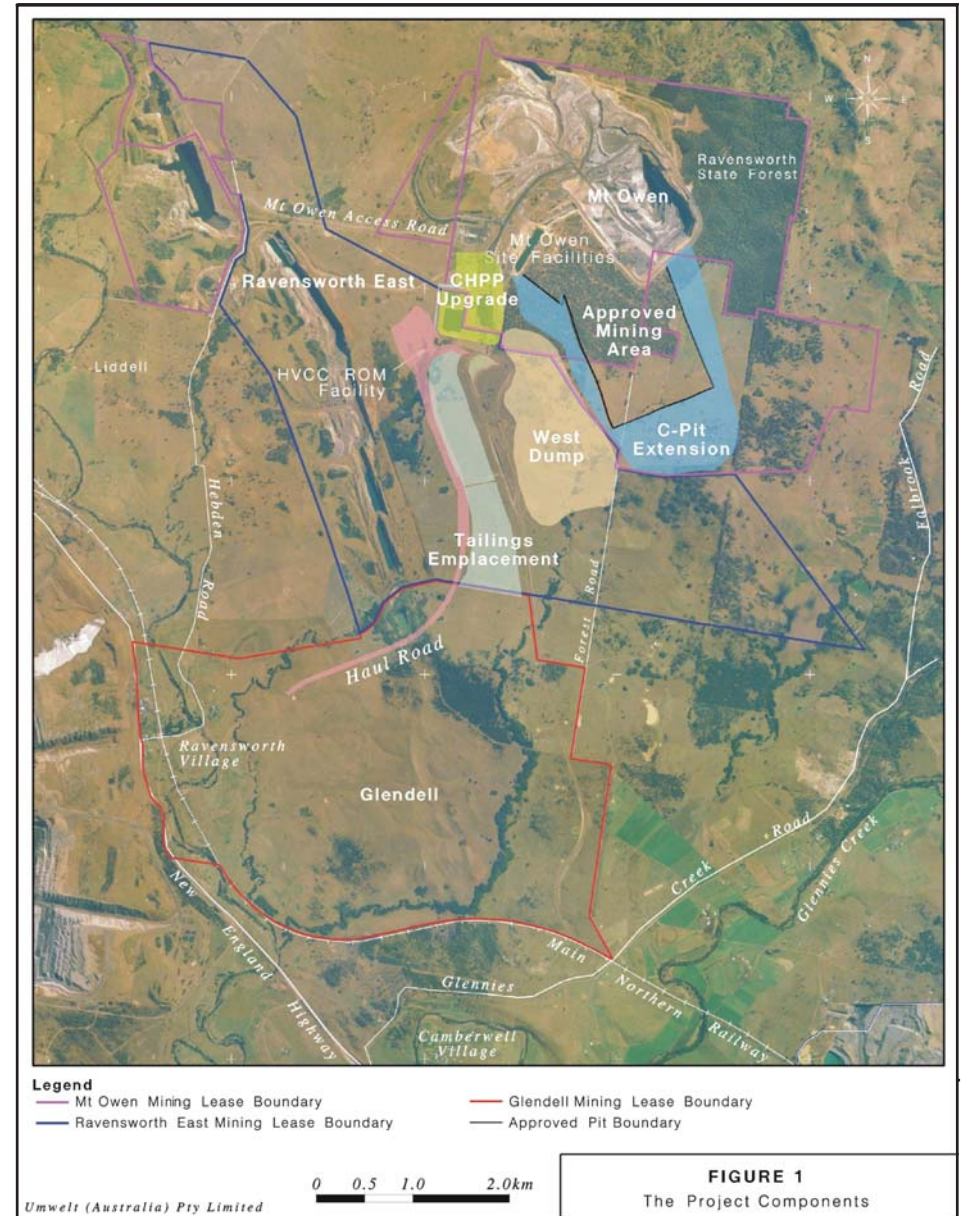 N
W E
S
Ravensworth
State Forest
Mt Owen
Mt Owen Access Road
Mt Owen
Site Facilities
Ravensworth East
CHPP
Upgrade
Approved
Mining
Area
Liddell
HVCC ROM
Facility
West
Dump
C-Pit
Extension
Falbrook Road
Hebden Road
Tailings
Emplacement
Forest Road
Haul Road
Ravensworth
Village
Glendell
Creek Road
Glennies Creek
New England Highway
Main Northern Railway
Glennies
Camberwell
Village
Legend
Mt Owen Mining Lease Boundary
Glendell Mining Lease Boundary
Ravensworth East Mining Lease Boundary
Approved Pit Boundary
0 0.5 1.0 2.0km
FIGURE 1
The Project Components
Umwelt (Australia) Pty Limited